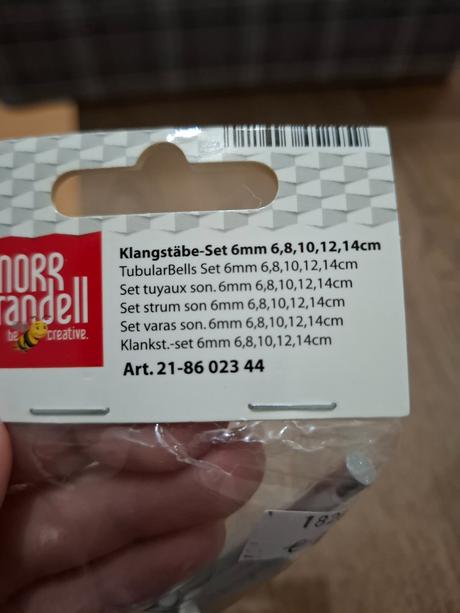 Klangstäbe-Set 6mm 6,8,10,12,14cm
TubularBells Set 6mm 6,8,10,12,14cm
Set tuyaux son. 6mm 6,8,10,12,14cm
Set strum son 6mm 6,8,10,12,14cm
Set varas son. 6mm 6,8,10,12,14cm
Klankst.-set 6mm 6,8,10,12,14cm
Art. 21-86 023 44
be creative.